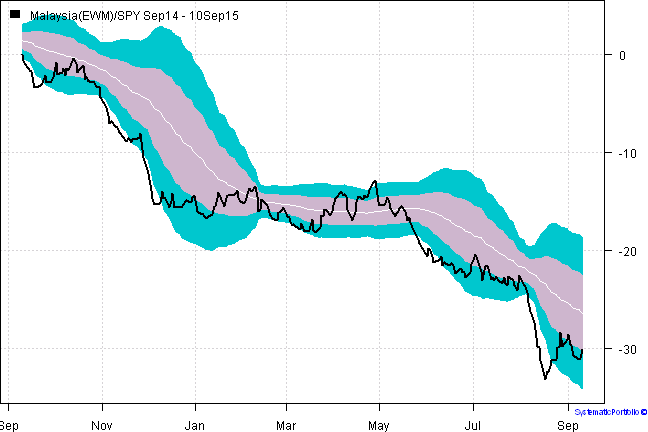 Malaysia(EWM)/SPY Sep14 - 10Sep15
0
-10
-20
-30
SystematicPortfolio ©
Sep Nov Jan Mar May Jul Sep